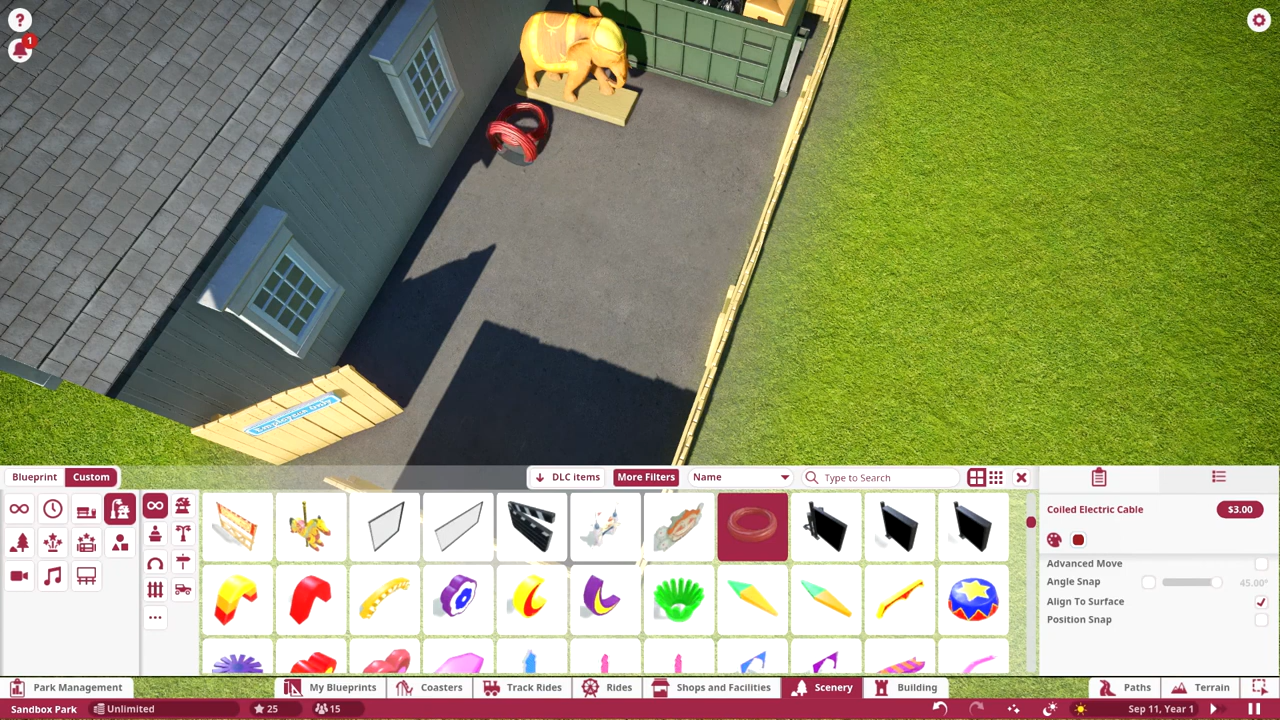 ?
1
Employees Only
Blueprint
Custom
DLC items
More Filters
Name
Type to Search
Coiled Electric Cable
$3.00
Advanced Move
Angle Snap
45.00°
Align To Surface
Position Snap
Park Management
My Blueprints
Coasters
Track Rides
Rides
Shops and Facilities
Scenery
Building
Paths
Terrain
Sandbox Park
Unlimited
25
15
Sep 11, Year 1